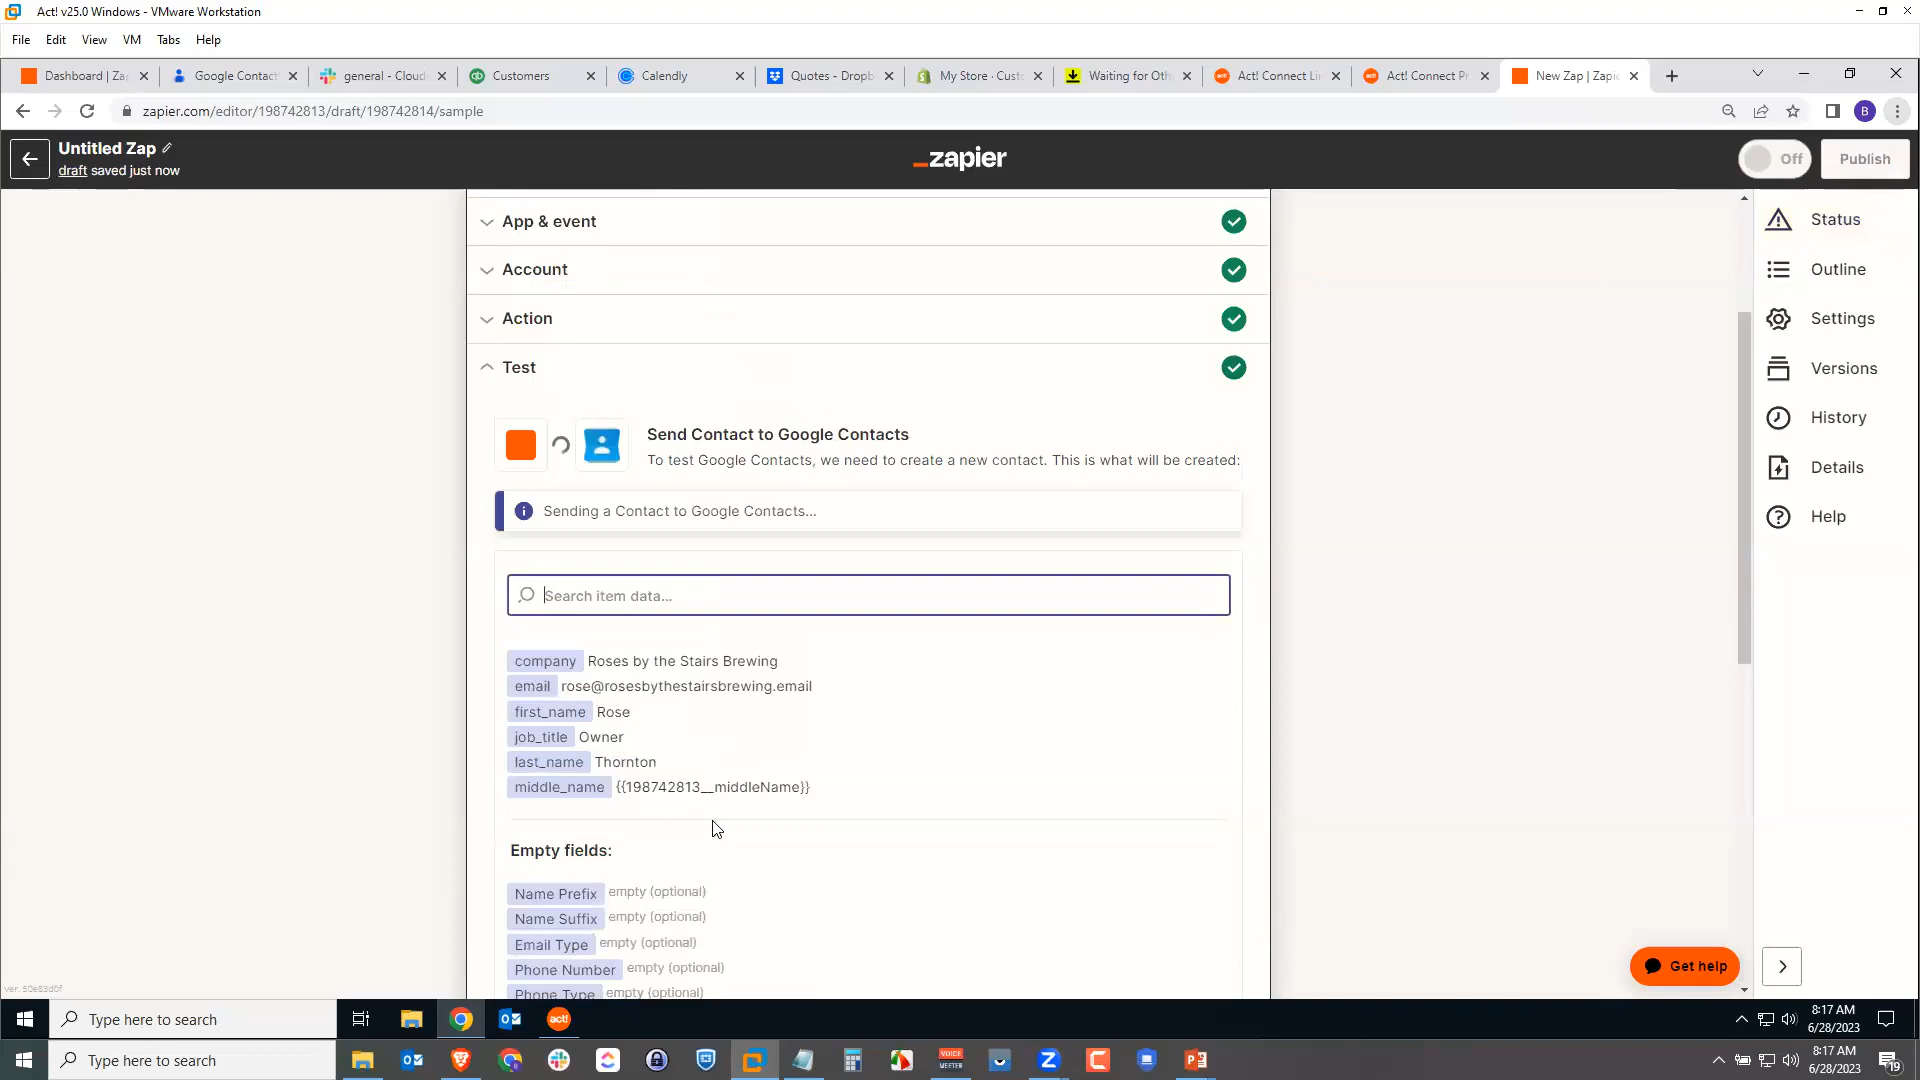 Act! v25.0 Windows - VMware Workstation
File Edit View VM Tabs Help
Dashboard | Za Google Contact general - Cloud Customers Calendly Quotes - Dropb My Store · Cust Waiting for Oth Act! Connect Li Act! Connect Pr New Zap | Zapie
zapier.com/editor/198742813/draft/198742814/sample B
Untitled Zap
draft saved just now
zapier
Off Publish
App & event
Account
Action
Test
Send Contact to Google Contacts
To test Google Contacts, we need to create a new contact. This is what will be created:
Sending a Contact to Google Contacts...
Search item data...
company Roses by the Stairs Brewing
email rose@rosesbythestairsbrewing.email
first_name Rose
job_title Owner
last_name Thornton
middle_name {{198742813__middleName}}
Empty fields:
Name Prefix empty (optional)
Name Suffix empty (optional)
Email Type empty (optional)
Phone Number empty (optional)
Phone Type empty (optional)
Status
Outline
Settings
Versions
History
Details
Help
Get help
ver. 50e83d0f
Type here to search act! 8:17 AM
6/28/2023
Type here to search VOICE MEETER 8:17 AM
6/28/2023 19